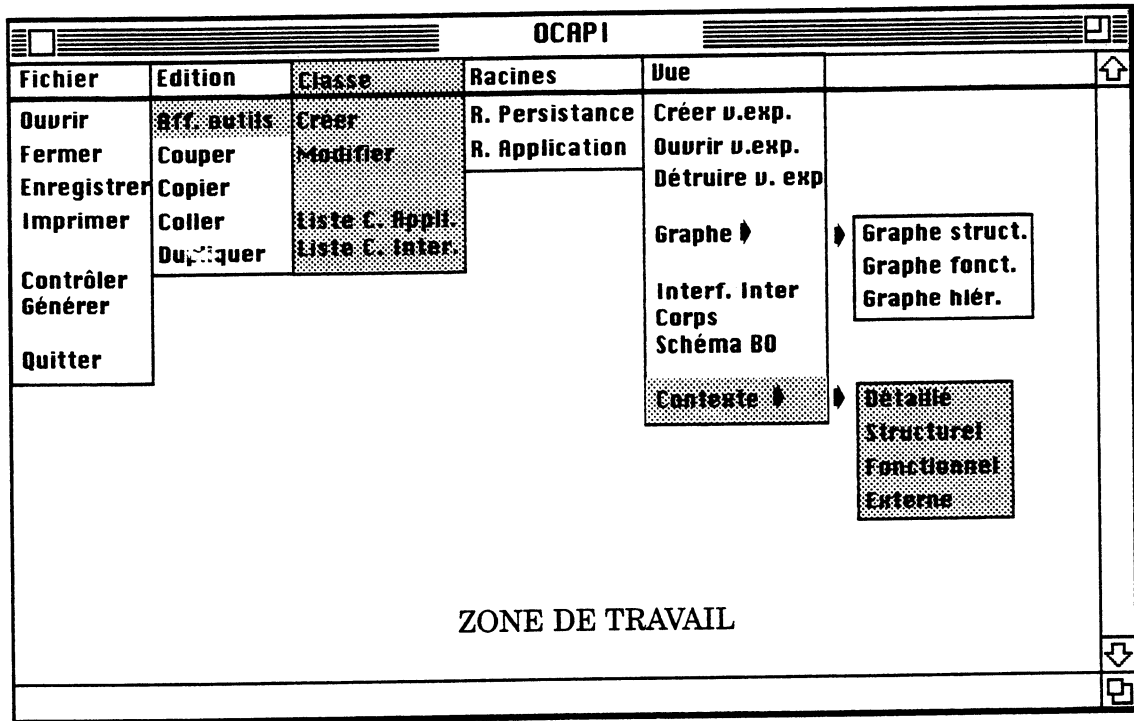 OCAPI
Fichier
Ouvrir
Fermer
Enregistrer
Imprimer
Contrôler
Générer
Quitter
Edition
Aff. outils
Couper
Copier
Coller
Dupliquer
Classe
Créer
Modifier
Liste C. Appli.
Liste C. Inter.
Racines
R. Persistance
R. Application
Vue
Créer v.exp.
Ouvrir v.exp.
Détruire v. exp
Graphe
Interf. Inter
Corps
Schéma BO
Contexte
Graphe struct.
Graphe fonct.
Graphe hiér.
Détaillé
Structurel
Fonctionnel
Externe
ZONE DE TRAVAIL